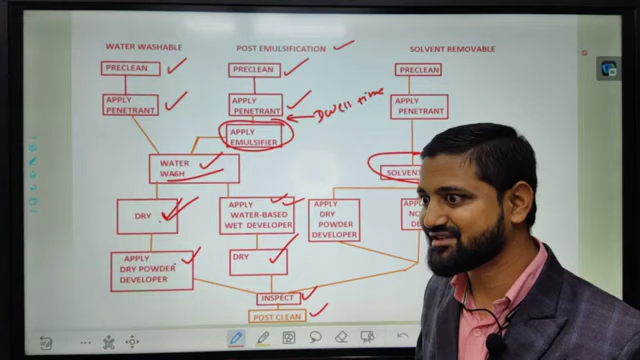 WATER WASHABLE
POST EMULSIFICATION
SOLVENT REMOVABLE
PRECLEAN
PRECLEAN
PRECLEAN
APPLY
PENETRANT
APPLY
PENETRANT
APPLY
PENETRANT
Dwell time
APPLY
EMULSIFIER
WATER
WASH
SOLVENT
DRY
APPLY
WATER-BASED
WET DEVELOPER
APPLY
DRY
POWDER
DEVELOPER
APPLY
DRY POWDER
DEVELOPER
DRY
INSPECT
POST CLEAN